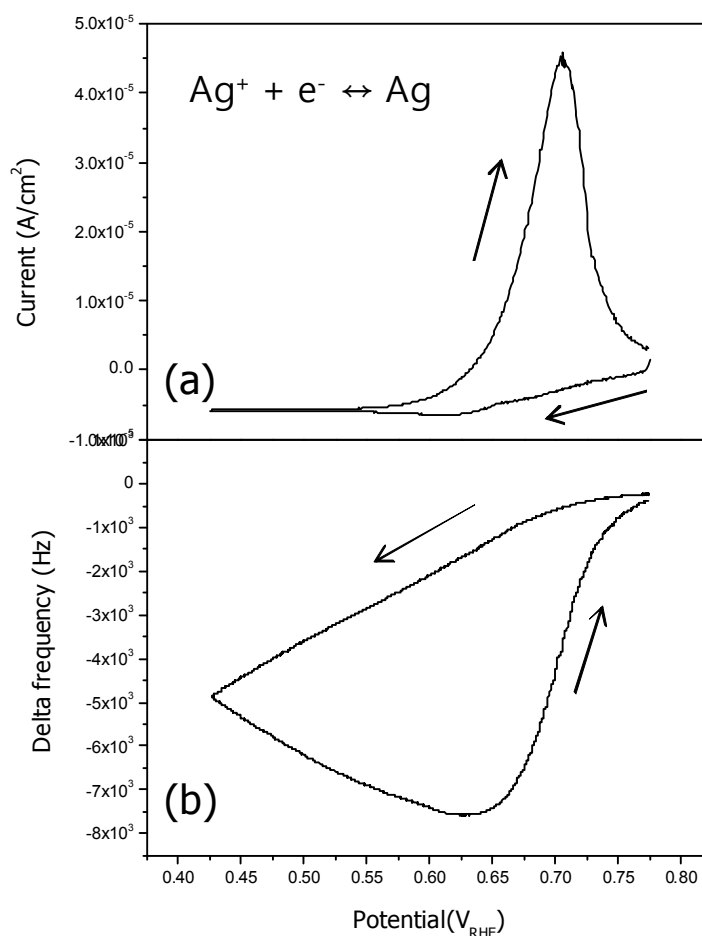 5.0x10⁻⁵
Ag⁺ + e⁻ ↔ Ag
4.0x10⁻⁵
3.0x10⁻⁵
2.0x10⁻⁵
1.0x10⁻⁵
0.0
(a)
Current (A/cm²)
-1.0x10⁻⁵
0
-1x10³
-2x10³
-3x10³
-4x10³
-5x10³
-6x10³
-7x10³
-8x10³
(b)
Delta frequency (Hz)
0.40 0.45 0.50 0.55 0.60 0.65 0.70 0.75 0.80
Potential(V_RHE)